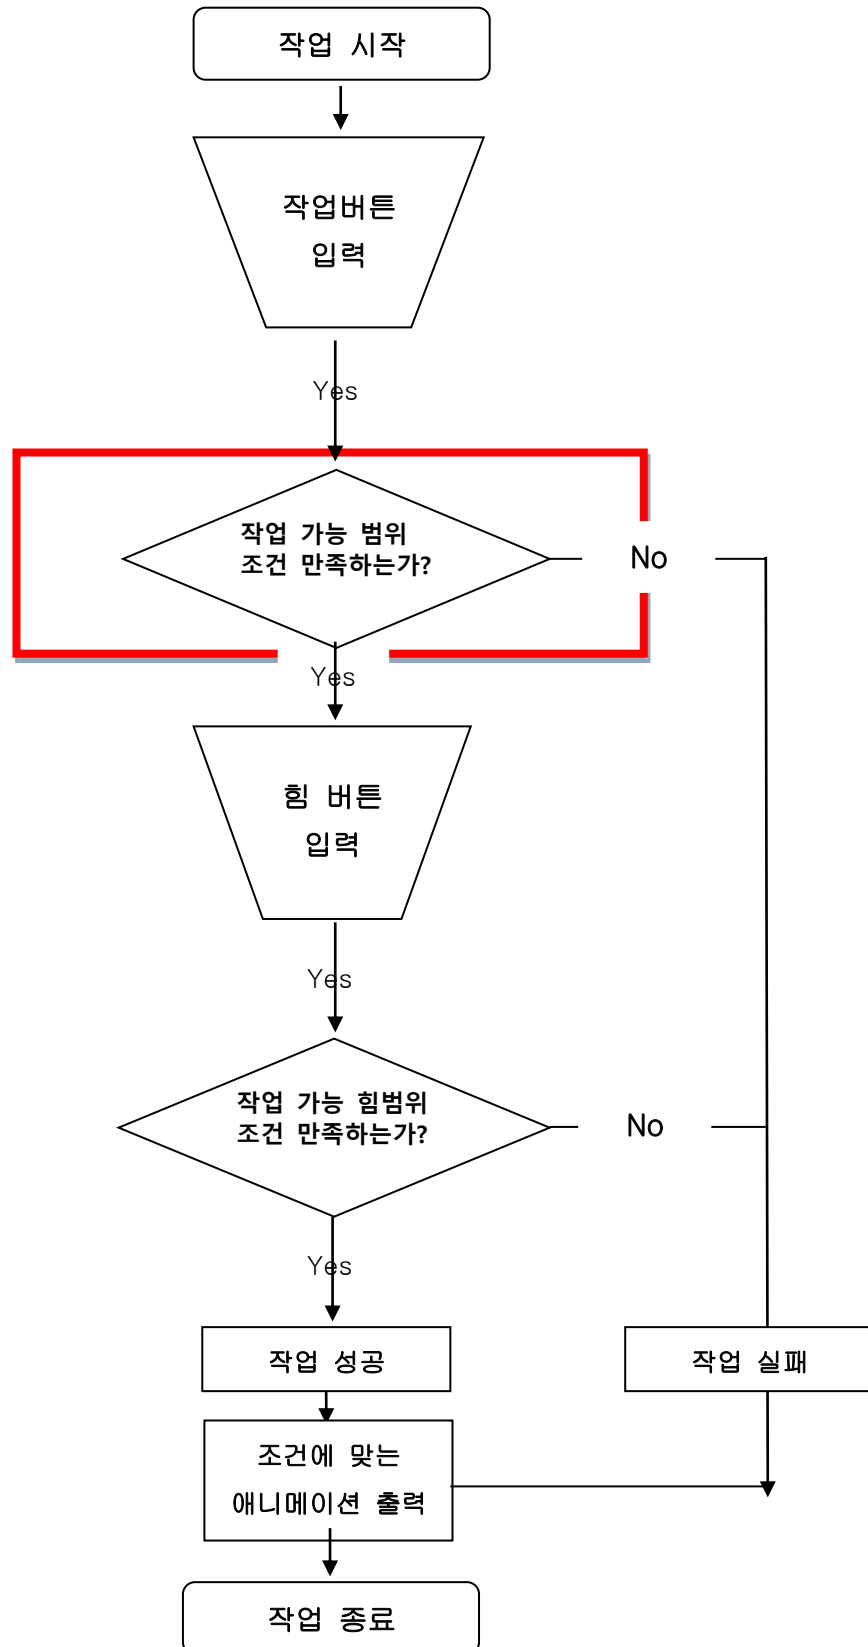 작업 시작
작업버튼
입력
Yes
작업 가능 범위
조건 만족하는가?
No
Yes
힘 버튼
입력
Yes
작업 가능 힘범위
조건 만족하는가?
No
Yes
작업 성공
작업 실패
조건에 맞는
애니메이션 출력
작업 종료